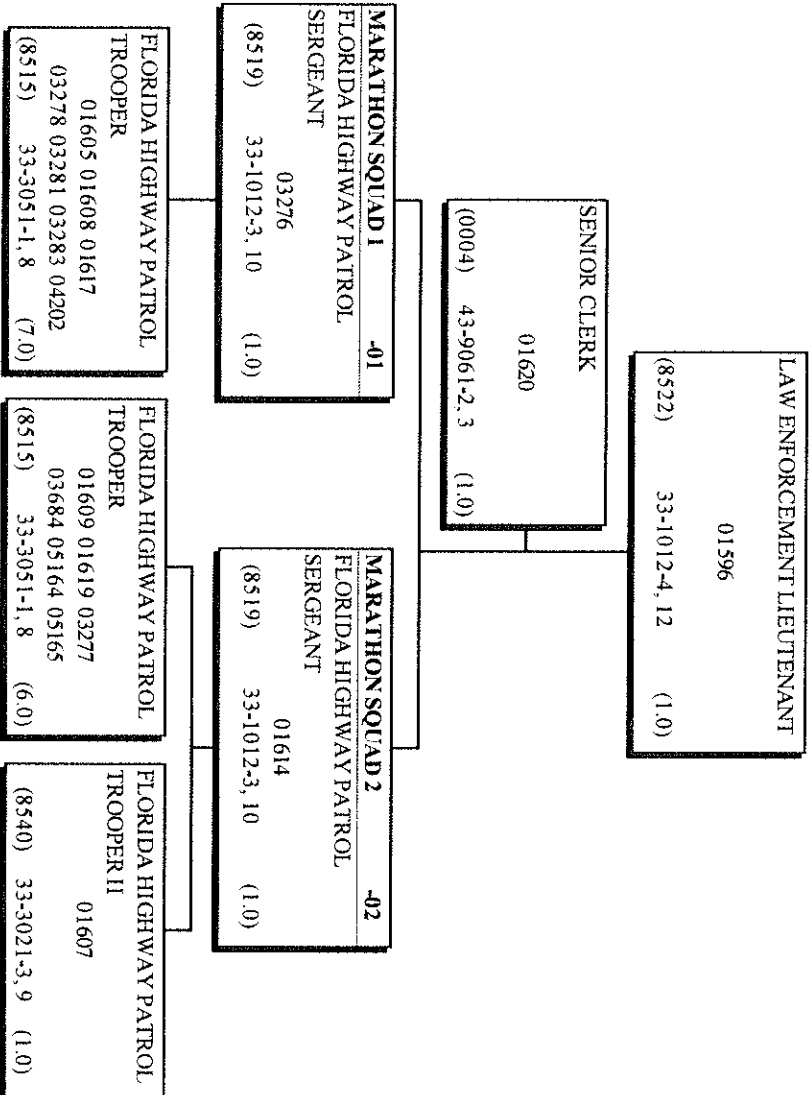 LAW ENFORCEMENT LIEUTENANT
01596
(8522) 33-1012-4, 12 (1.0)
SENIOR CLERK
01620
(0004) 43-9061-2, 3 (1.0)
MARATHON SQUAD 1 -01
FLORIDA HIGHWAY PATROL
SERGEANT
03276
(8519) 33-1012-3, 10 (1.0)
MARATHON SQUAD 2 -02
FLORIDA HIGHWAY PATROL
SERGEANT
01614
(8519) 33-1012-3, 10 (1.0)
FLORIDA HIGHWAY PATROL
TROOPER
01605 01608 01617
03278 03281 03283 04202
(8515) 33-3051-1, 8 (7.0)
FLORIDA HIGHWAY PATROL
TROOPER
01609 01619 03277
03684 05164 05165
(8515) 33-3051-1, 8 (6.0)
FLORIDA HIGHWAY PATROL
TROOPER II
01607
(8540) 33-3021-3, 9 (1.0)